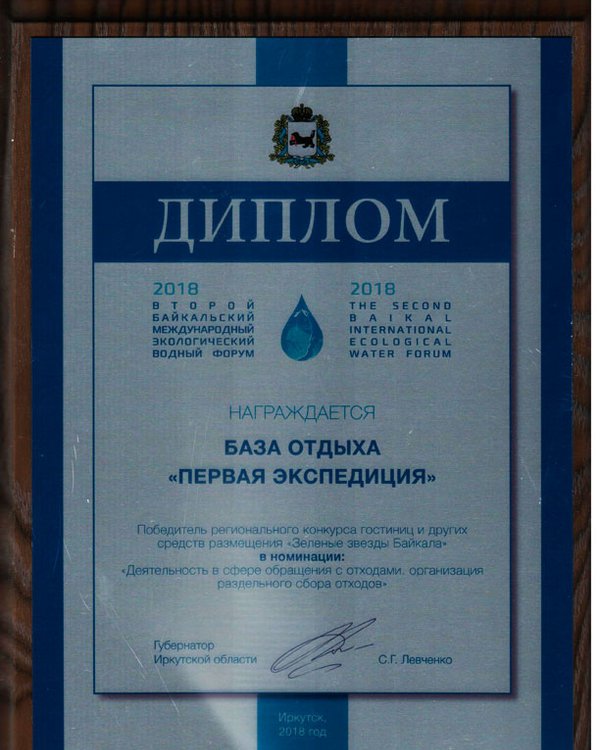 ДИПЛОМ
2018
ВТОРОЙ
БАЙКАЛЬСКИЙ
МЕЖДУНАРОДНЫЙ
ЭКОЛОГИЧЕСКИЙ
ВОДНЫЙ ФОРУМ
2018
THE SECOND
BAIKAL
INTERNATIONAL
ECOLOGICAL
WATER FORUM
НАГРАЖДАЕТСЯ
БАЗА ОТДЫХА
«ПЕРВАЯ ЭКСПЕДИЦИЯ»
Победитель регионального конкурса гостиниц и других
средств размещения «Зеленые звезды Байкала»
в номинации:
«Деятельность в сфере обращения с отходами, организация
раздельного сбора отходов»
Губернатор
Иркутской области
С.Г. Левченко
Иркутск,
2018 год